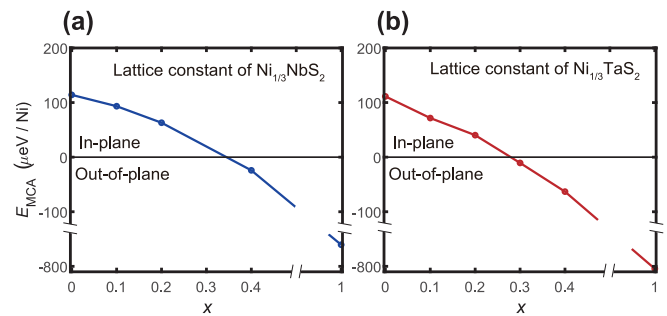 (a)
Lattice constant of Ni1/3NbS2
200
100
0
-100
-800
EMCA (μeV / Ni)
In-plane
Out-of-plane
0 0.1 0.2 0.3 0.4 1
x
(b)
Lattice constant of Ni1/3TaS2
200
100
0
-100
-800
In-plane
Out-of-plane
0 0.1 0.2 0.3 0.4 1
x